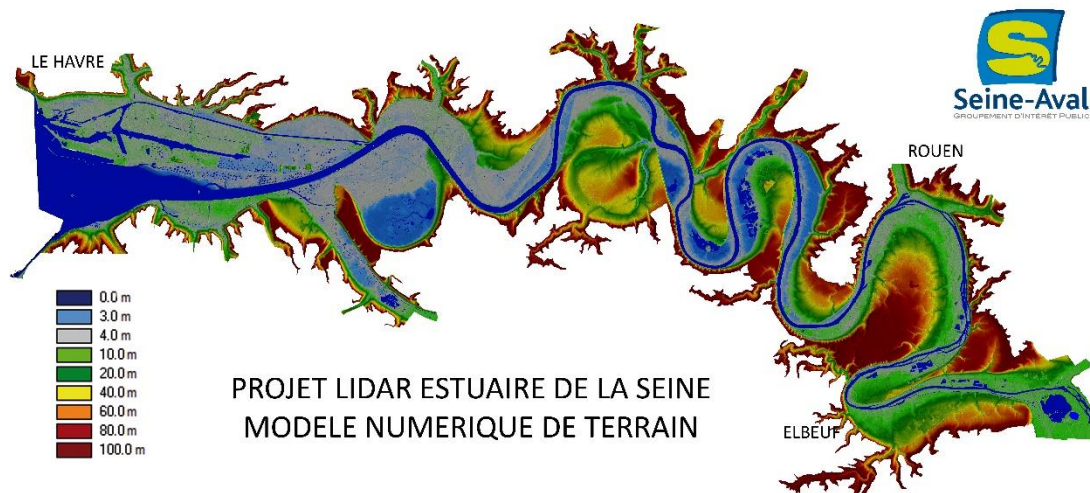 LE HAVRE
S
2
Seine-Aval
GROUPEMENT D'INTÉRÊT PUBLIC
ROUEN
0.0 m
3.0 m
4.0 m
10.0 m
20.0 m
40.0 m
60.0 m
80.0 m
100.0 m
PROJET LIDAR ESTUAIRE DE LA SEINE
MODELE NUMERIQUE DE TERRAIN
ELBEUF